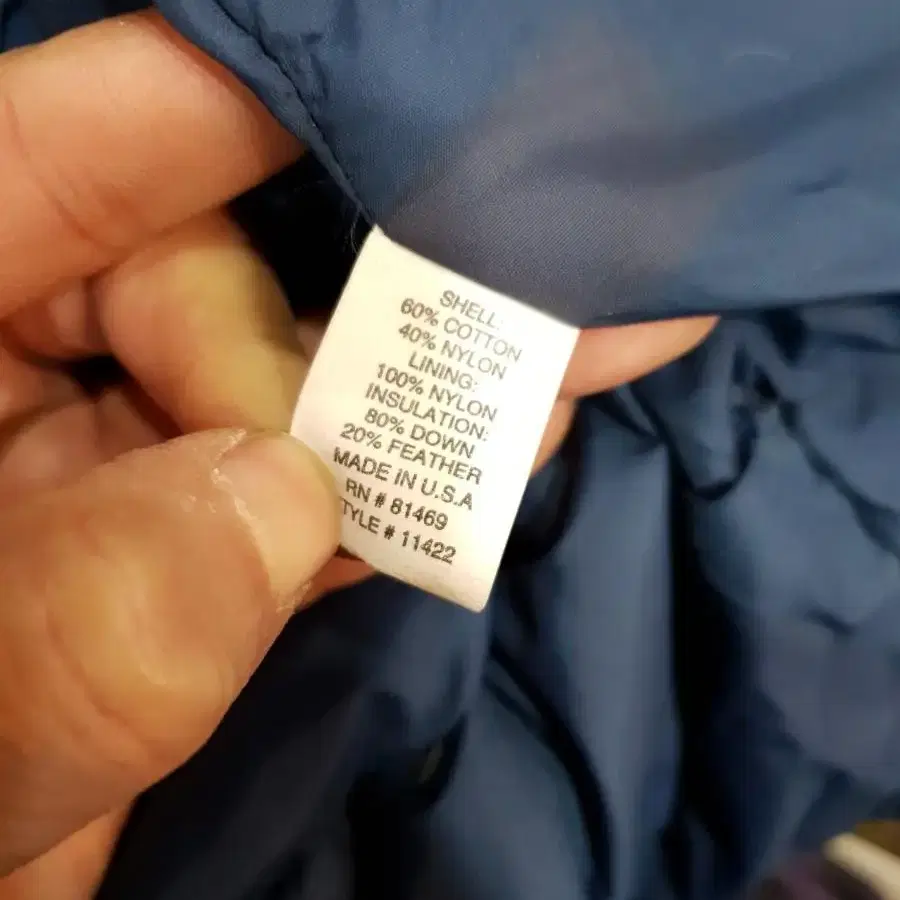 SHELL:
60% COTTON
40% NYLON
LINING:
100% NYLON
INSULATION:
80% DOWN
20% FEATHER
MADE IN U.S.A
RN # 81469
TYLE # 11422